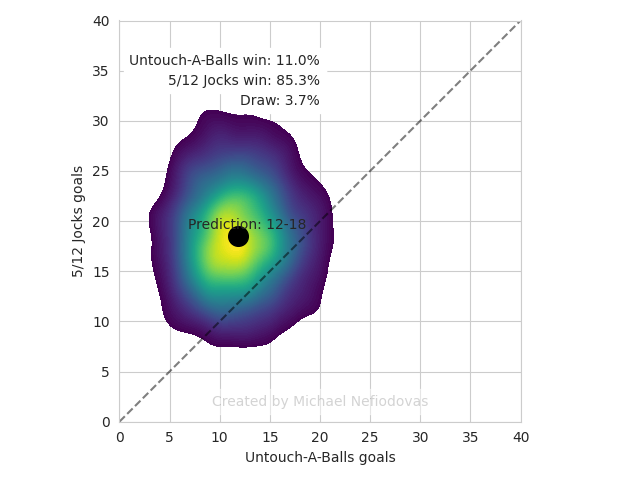 Untouch-A-Balls win: 11.0%
5/12 Jocks win: 85.3%
Draw: 3.7%
Prediction: 12-18
Created by Michael Nefiodovas
40
35
30
25
20
15
10
5
0
5/12 Jocks goals
0 5 10 15 20 25 30 35 40
Untouch-A-Balls goals